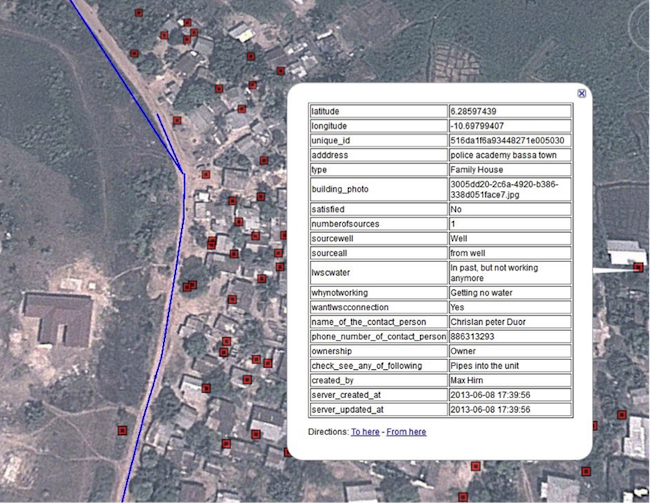 latitude 6.28597439
longitude -10.69799407
unique_id 516da1f6a93448271e005030
adddress police academy bassa town
type Family House
building_photo 3005dd20-2c6a-4920-b386-
338d051face7.jpg
satisfied No
numberofsources 1
sourcewell Well
sourceall from well
lwscwater In past, but not working
anymore
whynotworking Getting no water
wantlwscconnection Yes
name_of_the_contact_person Chrislan peter Duor
phone_number_of_contact_person 886313293
ownership Owner
check_see_any_of_following Pipes into the unit
created_by Max Hirn
server_created_at 2013-06-08 17:39:56
server_updated_at 2013-06-08 17:39:56
Directions: To here - From here